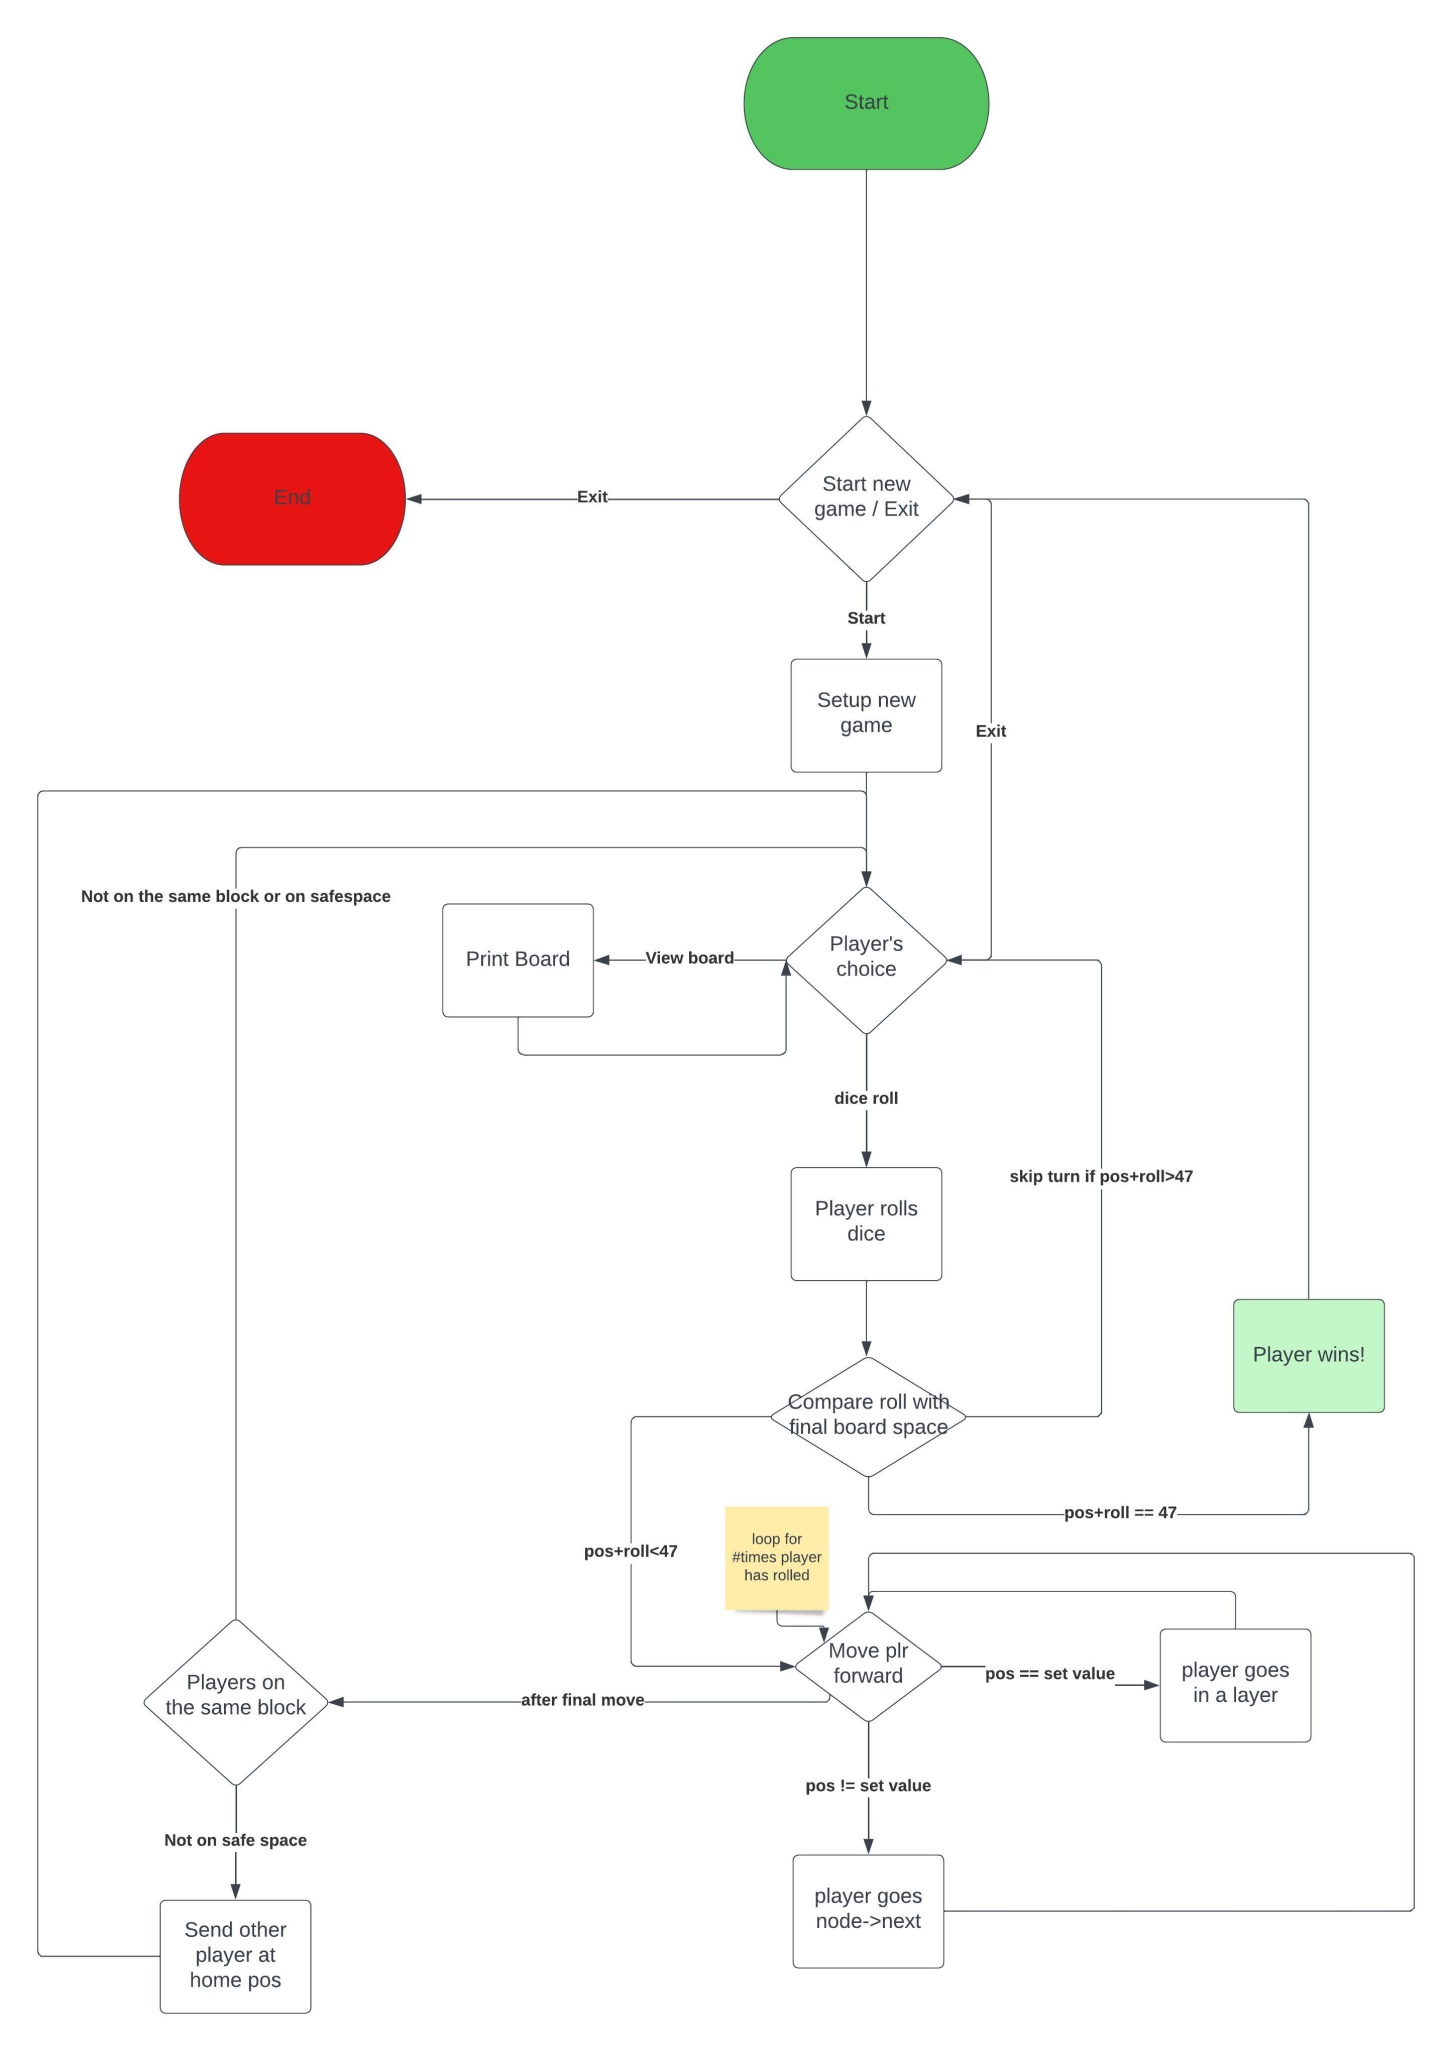 Start
Start new
game / Exit
Exit
End
Start
Setup new
game
Exit
Not on the same block or on safespace
Player's
choice
View board
Print Board
dice roll
skip turn if pos+roll>47
Player rolls
dice
Player wins!
Compare roll with
final board space
pos+roll == 47
pos+roll<47
loop for
#times player
has rolled
Move plr
forward
pos == set value
player goes
in a layer
after final move
Players on
the same block
pos != set value
Not on safe space
player goes
node->next
Send other
player at
home pos